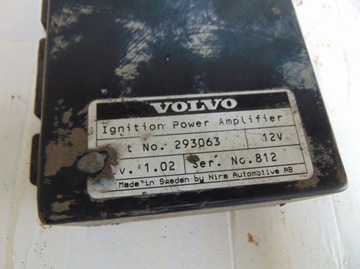 VOLVO
Ignition Power Amplifier
t No. 293063 12V
v. 1.02 Ser. No. 812
Made in Sweden by Nira Automotive AB